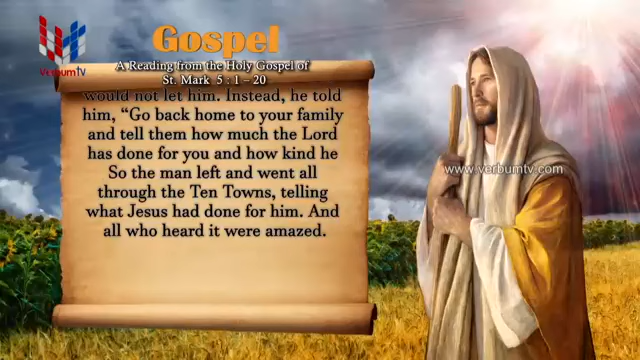 VerbumTV
Gospel
A Reading from the Holy Gospel of
St. Mark 5 : 1 - 20
would not let him. Instead, he told
him, “Go back home to your family
and tell them how much the Lord
has done for you and how kind he
So the man left and went all
through the Ten Towns, telling
what Jesus had done for him. And
all who heard it were amazed.
www.verbumtv.com